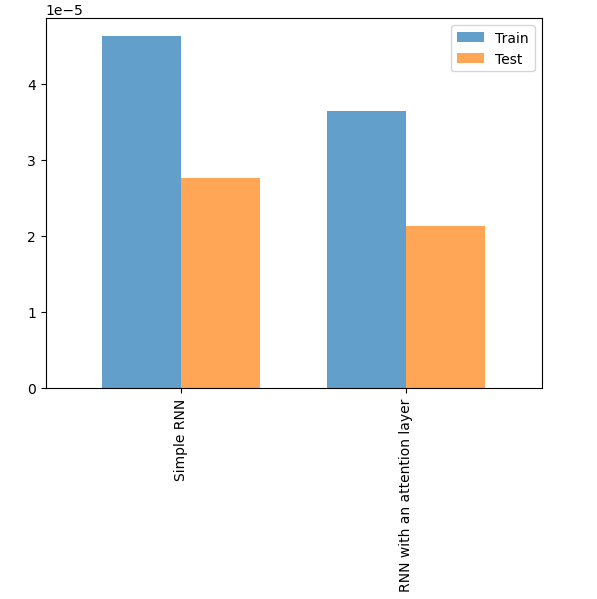 1e−5
4
3
2
1
0
Train
Test
Simple RNN
RNN with an attention layer